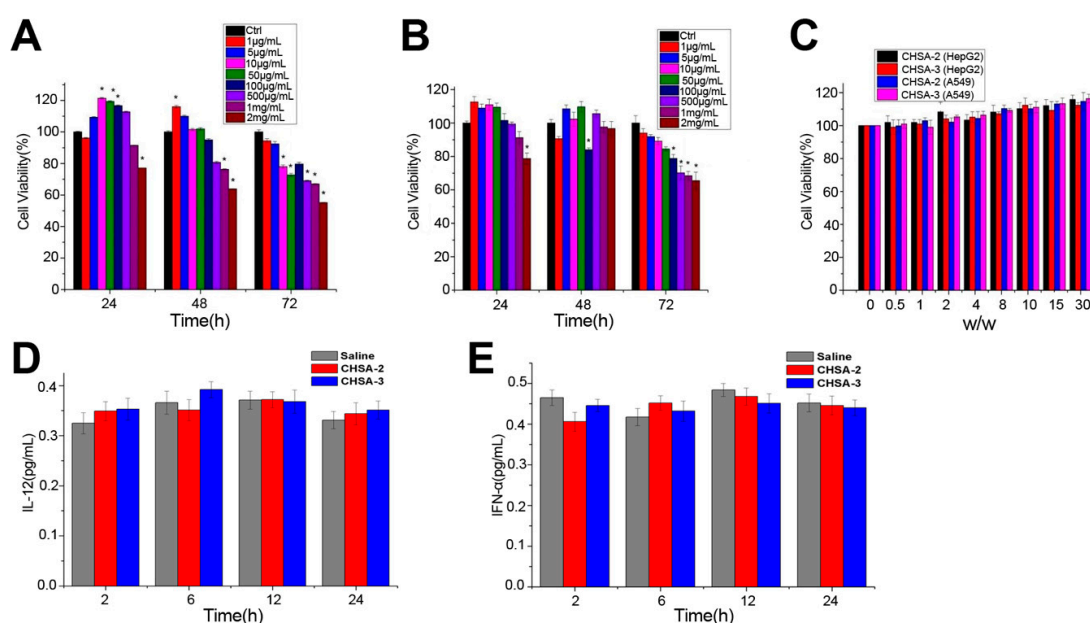 A
Ctrl
1μg/mL
5μg/mL
10μg/mL
50μg/mL
100μg/mL
500μg/mL
1mg/mL
2mg/mL
Cell Viability(%)
120
100
80
60
40
20
0
* * * * * * * * * * * * * *
24 48 72
Time(h)
B
Ctrl
1μg/mL
5μg/mL
10μg/mL
50μg/mL
100μg/mL
500μg/mL
1mg/mL
2mg/mL
Cell Viability(%)
120
100
80
60
40
20
0
* * * * * *
24 48 72
Time(h)
C
CHSA-2 (HepG2)
CHSA-3 (HepG2)
CHSA-2 (A549)
CHSA-3 (A549)
Cell Viability(%)
120
100
80
60
40
20
0
0 0.5 1 2 4 8 10 15 30
w/w
D
Saline
CHSA-2
CHSA-3
IL-12(pg/mL)
0.4
0.3
0.3
0.4
0.0
2 6 12 24
Time(h)
E
Saline
CHSA-2
CHSA-3
IFN-α(pg/mL)
0.5
0.4
0.4
0.5
0.0
2 6 12 24
Time(h)